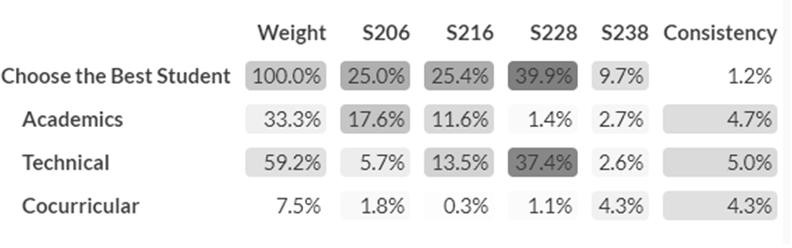 Weight S206 S216 S228 S238 Consistency
Choose the Best Student 100.0% 25.0% 25.4% 39.9% 9.7% 1.2%
Academics 33.3% 17.6% 11.6% 1.4% 2.7% 4.7%
Technical 59.2% 5.7% 13.5% 37.4% 2.6% 5.0%
Cocurricular 7.5% 1.8% 0.3% 1.1% 4.3% 4.3%